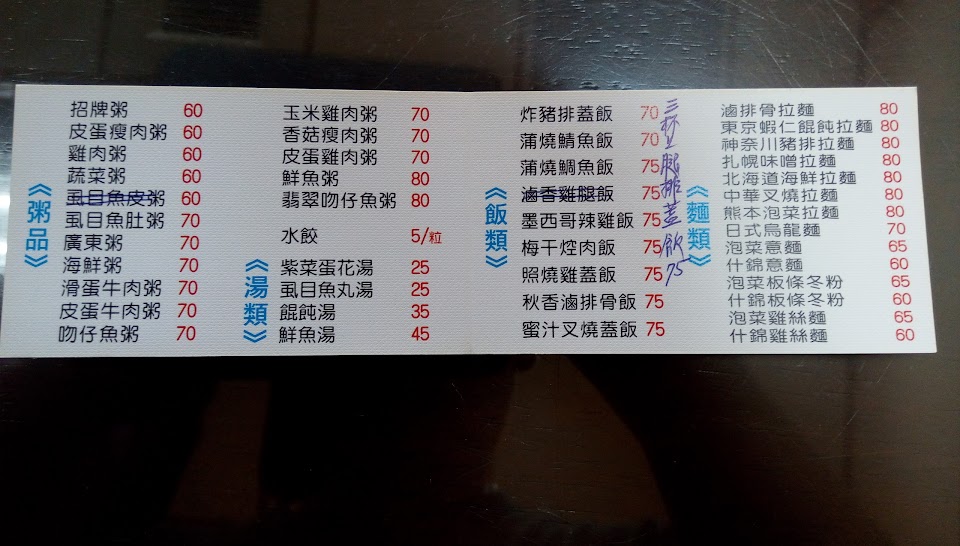 《粥品》
招牌粥 60
皮蛋瘦肉粥 60
雞肉粥 60
蔬菜粥 60
虱目魚皮粥 60
虱目魚肚粥 70
廣東粥 70
海鮮粥 70
滑蛋牛肉粥 70
皮蛋牛肉粥 70
吻仔魚粥 70
玉米雞肉粥 70
香菇瘦肉粥 70
皮蛋雞肉粥 70
鮮魚粥 80
翡翠吻仔魚粥 80
水餃 5/粒
《湯類》
紫菜蛋花湯 25
虱目魚丸湯 25
餛飩湯 35
鮮魚湯 45
《飯類》
炸豬排蓋飯 70
蒲燒鯖魚飯 70
蒲燒鯛魚飯 75
滷香雞腿飯 75
墨西哥辣雞飯 75
梅干焢肉飯 75
照燒雞蓋飯 75
秋香滷排骨飯 75
蜜汁叉燒蓋飯 75
三杯 腿排蓋飯 75
《麵類》
滷排骨拉麵 80
東京蝦仁餛飩拉麵 80
神奈川豬排拉麵 80
扎幌味噌拉麵 80
北海道海鮮拉麵 80
中華叉燒拉麵 80
熊本泡菜拉麵 80
日式烏龍麵 70
泡菜意麵 65
什錦意麵 60
泡菜板條冬粉 65
什錦板條冬粉 60
泡菜雞絲麵 65
什錦雞絲麵 60